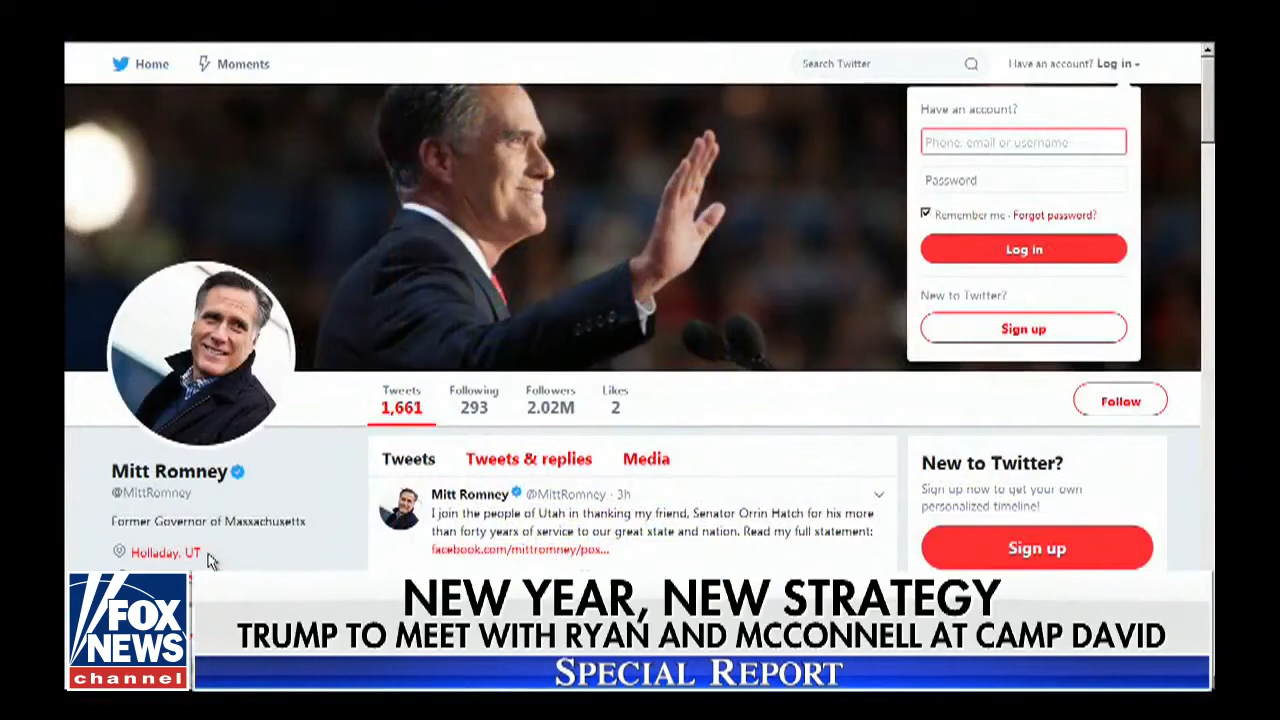 Home
Moments
Search Twitter
Have an account? Log in
Have an account?
Phone, email or username
Password
Remember me · Forgot password?
Log in
New to Twitter?
Sign up
Tweets Following Followers Likes
1,661 293 2.02M 2
Follow
Mitt Romney
@MittRomney
Former Governor of Massachusetts
Holladay, UT
Tweets Tweets & replies Media
Mitt Romney @MittRomney · 3h
I join the people of Utah in thanking my friend, Senator Orrin Hatch for his more
than forty years of service to our great state and nation. Read my full statement:
facebook.com/mittromney/pos...
New to Twitter?
Sign up now to get your own
personalized timeline!
Sign up
FOX
NEWS
channel
NEW YEAR, NEW STRATEGY
TRUMP TO MEET WITH RYAN AND MCCONNELL AT CAMP DAVID
SPECIAL REPORT